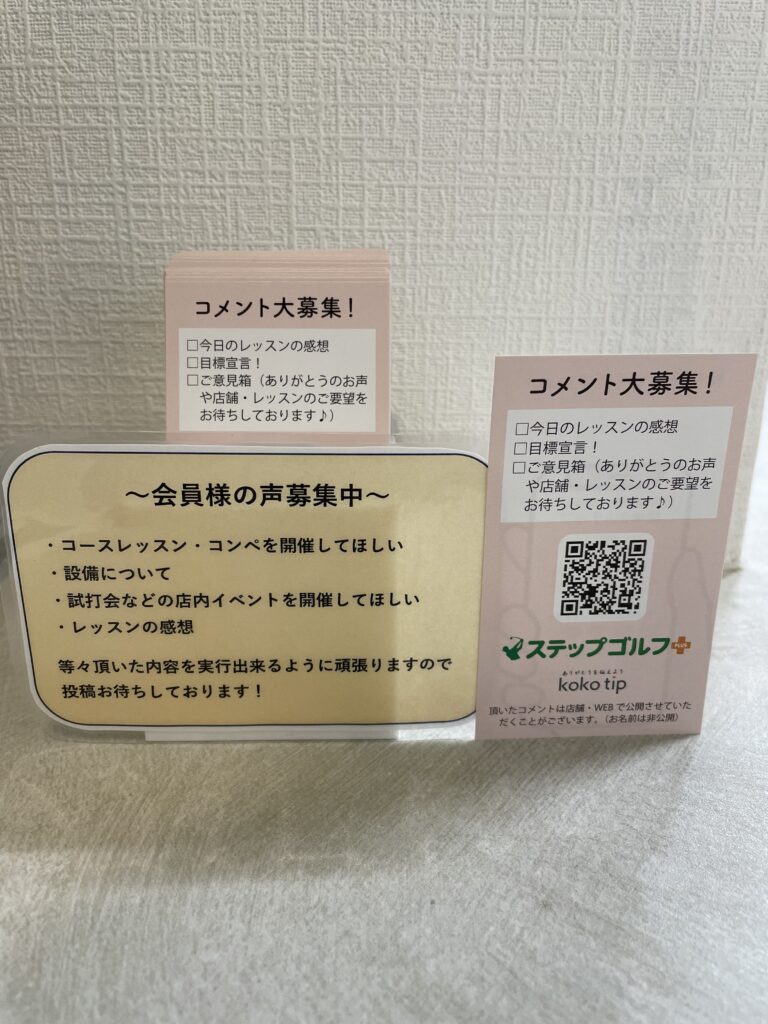 コメント大募集！
□今日のレッスンの感想
□目標宣言！
□ご意見箱（ありがとうのお声
や店舗・レッスンのご要望を
お待ちしております♪）
～会員様の声募集中～
・コースレッスン・コンペを開催してほしい
・設備について
・試打会などの店内イベントを開催してほしい
・レッスンの感想
等々頂いた内容を実行出来るように頑張りますので
投稿お待ちしております！
コメント大募集！
□今日のレッスンの感想
□目標宣言！
□ご意見箱（ありがとうのお声
や店舗・レッスンのご要望を
お待ちしております♪）
ステップゴルフ PLUS
ありがとうを伝えよう
koko tip
頂いたコメントは店舗・WEBで公開させていた
だくことがございます。（お名前は非公開）